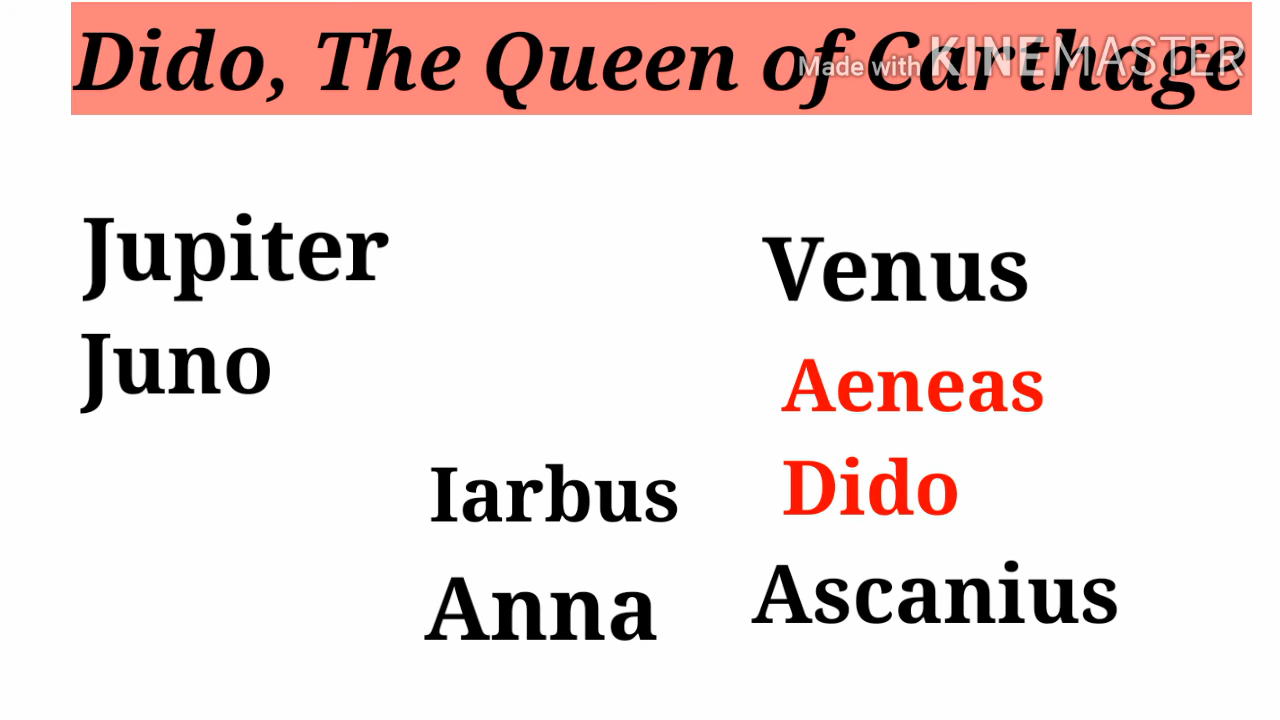 Dido, The Queen of Carthage
Made with KINEMASTER
Jupiter
Juno
Iarbus
Anna
Venus
Aeneas
Dido
Ascanius